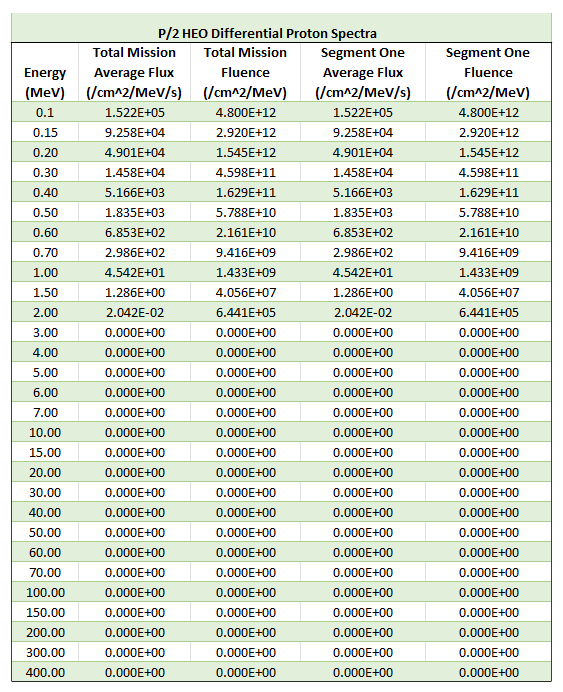 P/2 HEO Differential Proton Spectra
Energy (MeV) Total Mission Average Flux (/cm^2/MeV/s) Total Mission Fluence (/cm^2/MeV) Segment One Average Flux (/cm^2/MeV/s) Segment One Fluence (/cm^2/MeV)
0.1 1.522E+05 4.800E+12 1.522E+05 4.800E+12
0.15 9.258E+04 2.920E+12 9.258E+04 2.920E+12
0.20 4.901E+04 1.545E+12 4.901E+04 1.545E+12
0.30 1.458E+04 4.598E+11 1.458E+04 4.598E+11
0.40 5.166E+03 1.629E+11 5.166E+03 1.629E+11
0.50 1.835E+03 5.788E+10 1.835E+03 5.788E+10
0.60 6.853E+02 2.161E+10 6.853E+02 2.161E+10
0.70 2.986E+02 9.416E+09 2.986E+02 9.416E+09
1.00 4.542E+01 1.433E+09 4.542E+01 1.433E+09
1.50 1.286E+00 4.056E+07 1.286E+00 4.056E+07
2.00 2.042E-02 6.441E+05 2.042E-02 6.441E+05
3.00 0.000E+00 0.000E+00 0.000E+00 0.000E+00
4.00 0.000E+00 0.000E+00 0.000E+00 0.000E+00
5.00 0.000E+00 0.000E+00 0.000E+00 0.000E+00
6.00 0.000E+00 0.000E+00 0.000E+00 0.000E+00
7.00 0.000E+00 0.000E+00 0.000E+00 0.000E+00
10.00 0.000E+00 0.000E+00 0.000E+00 0.000E+00
15.00 0.000E+00 0.000E+00 0.000E+00 0.000E+00
20.00 0.000E+00 0.000E+00 0.000E+00 0.000E+00
30.00 0.000E+00 0.000E+00 0.000E+00 0.000E+00
40.00 0.000E+00 0.000E+00 0.000E+00 0.000E+00
50.00 0.000E+00 0.000E+00 0.000E+00 0.000E+00
60.00 0.000E+00 0.000E+00 0.000E+00 0.000E+00
70.00 0.000E+00 0.000E+00 0.000E+00 0.000E+00
100.00 0.000E+00 0.000E+00 0.000E+00 0.000E+00
150.00 0.000E+00 0.000E+00 0.000E+00 0.000E+00
200.00 0.000E+00 0.000E+00 0.000E+00 0.000E+00
300.00 0.000E+00 0.000E+00 0.000E+00 0.000E+00
400.00 0.000E+00 0.000E+00 0.000E+00 0.000E+00